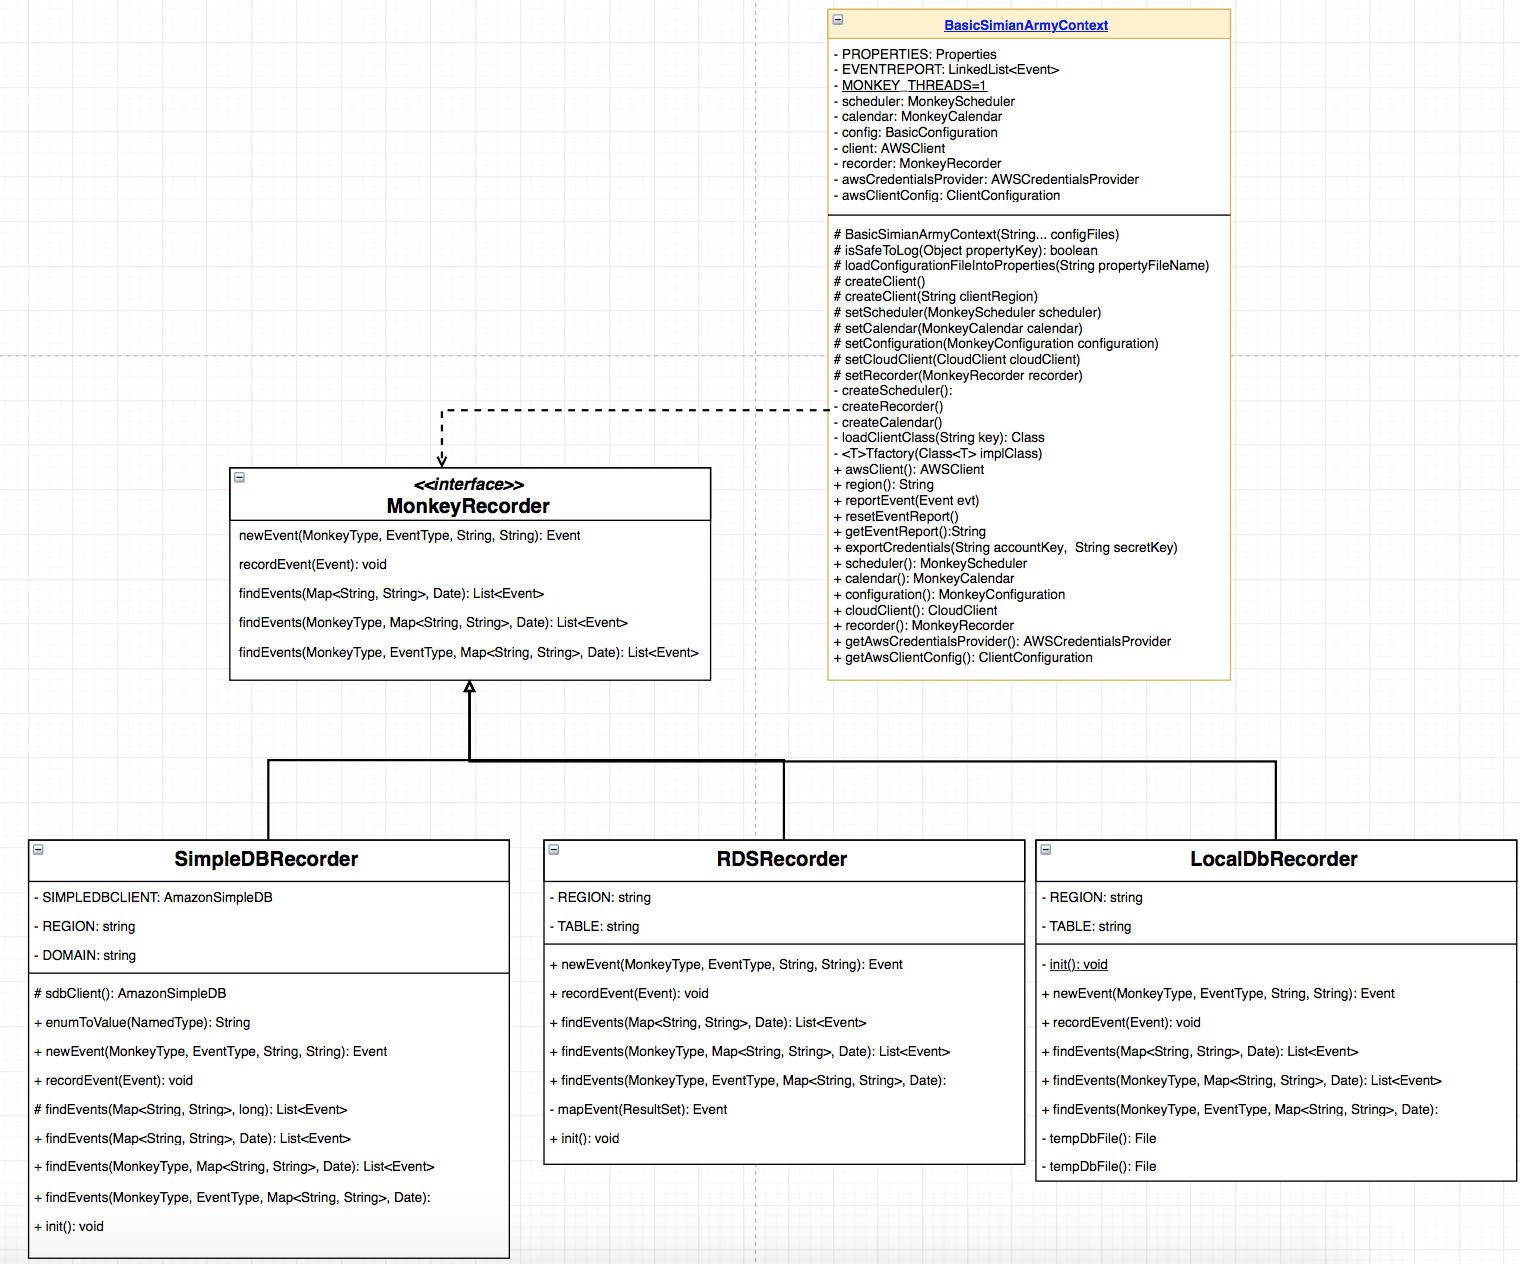 BasicSimianArmyContext
- PROPERTIES: Properties
- EVENTREPORT: LinkedList<Event>
- MONKEY_THREADS=1
- scheduler: MonkeyScheduler
- calendar: MonkeyCalendar
- config: BasicConfiguration
- client: AWSClient
- recorder: MonkeyRecorder
- awsCredentialsProvider: AWSCredentialsProvider
- awsClientConfig: ClientConfiguration
# BasicSimianArmyContext(String... configFiles)
# isSafeToLog(Object propertyKey): boolean
# loadConfigurationFileIntoProperties(String propertyFileName)
# createClient()
# createClient(String clientRegion)
# setScheduler(MonkeyScheduler scheduler)
# setCalendar(MonkeyCalendar calendar)
# setConfiguration(MonkeyConfiguration configuration)
# setCloudClient(CloudClient cloudClient)
# setRecorder(MonkeyRecorder recorder)
- createScheduler():
- createRecorder()
- createCalendar()
- loadClientClass(String key): Class
- <T>Tfactory(Class<T> implClass)
+ awsClient(): AWSClient
+ region(): String
+ reportEvent(Event evt)
+ resetEventReport()
+ getEventReport():String
+ exportCredentials(String accountKey,  String secretKey)
+ scheduler(): MonkeyScheduler
+ calendar(): MonkeyCalendar
+ configuration(): MonkeyConfiguration
+ cloudClient(): CloudClient
+ recorder(): MonkeyRecorder
+ getAwsCredentialsProvider(): AWSCredentialsProvider
+ getAwsClientConfig(): ClientConfiguration
<<interface>>
MonkeyRecorder
newEvent(MonkeyType, EventType, String, String): Event
recordEvent(Event): void
findEvents(Map<String, String>, Date): List<Event>
findEvents(MonkeyType, Map<String, String>, Date): List<Event>
findEvents(MonkeyType, EventType, Map<String, String>, Date): List<Event>
SimpleDBRecorder
- SIMPLEDBCLIENT: AmazonSimpleDB
- REGION: string
- DOMAIN: string
# sdbClient(): AmazonSimpleDB
+ enumToValue(NamedType): String
+ newEvent(MonkeyType, EventType, String, String): Event
+ recordEvent(Event): void
# findEvents(Map<String, String>, long): List<Event>
+ findEvents(Map<String, String>, Date): List<Event>
+ findEvents(MonkeyType, Map<String, String>, Date): List<Event>
+ findEvents(MonkeyType, EventType, Map<String, String>, Date):
+ init(): void
RDSRecorder
- REGION: string
- TABLE: string
+ newEvent(MonkeyType, EventType, String, String): Event
+ recordEvent(Event): void
+ findEvents(Map<String, String>, Date): List<Event>
+ findEvents(MonkeyType, Map<String, String>, Date): List<Event>
+ findEvents(MonkeyType, EventType, Map<String, String>, Date):
- mapEvent(ResultSet): Event
+ init(): void
LocalDbRecorder
- REGION: string
- TABLE: string
- init(): void
+ newEvent(MonkeyType, EventType, String, String): Event
+ recordEvent(Event): void
+ findEvents(Map<String, String>, Date): List<Event>
+ findEvents(MonkeyType, Map<String, String>, Date): List<Event>
+ findEvents(MonkeyType, EventType, Map<String, String>, Date):
- tempDbFile(): File
- tempDbFile(): File